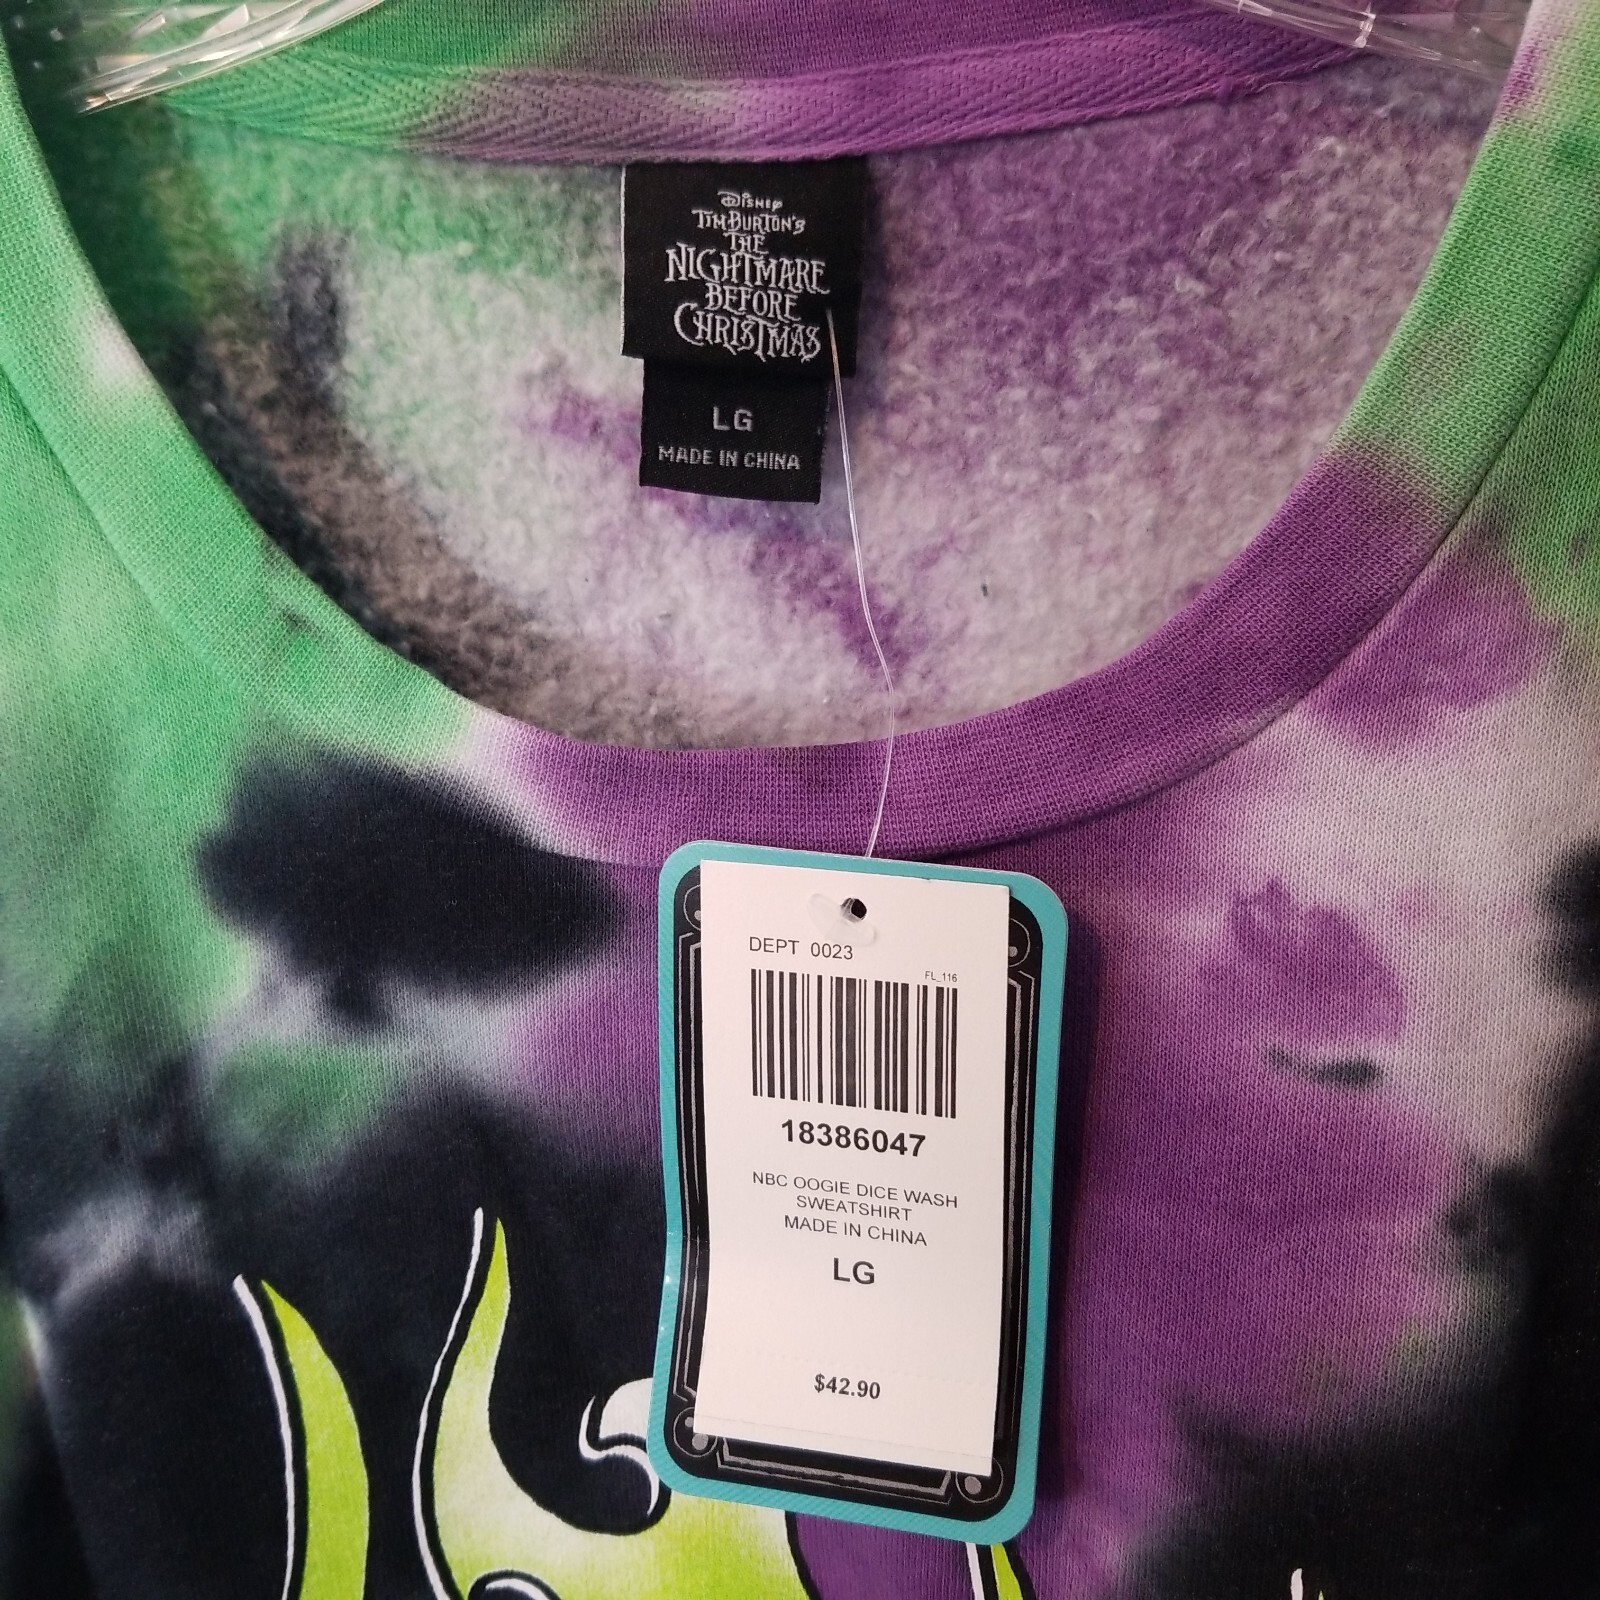 Disney
Tim Burton's
The
Nightmare
Before
Christmas
LG
MADE IN CHINA
DEPT 0023
FL_116
18386047
NBC OOGIE DICE WASH
SWEATSHIRT
MADE IN CHINA
LG
$42.90